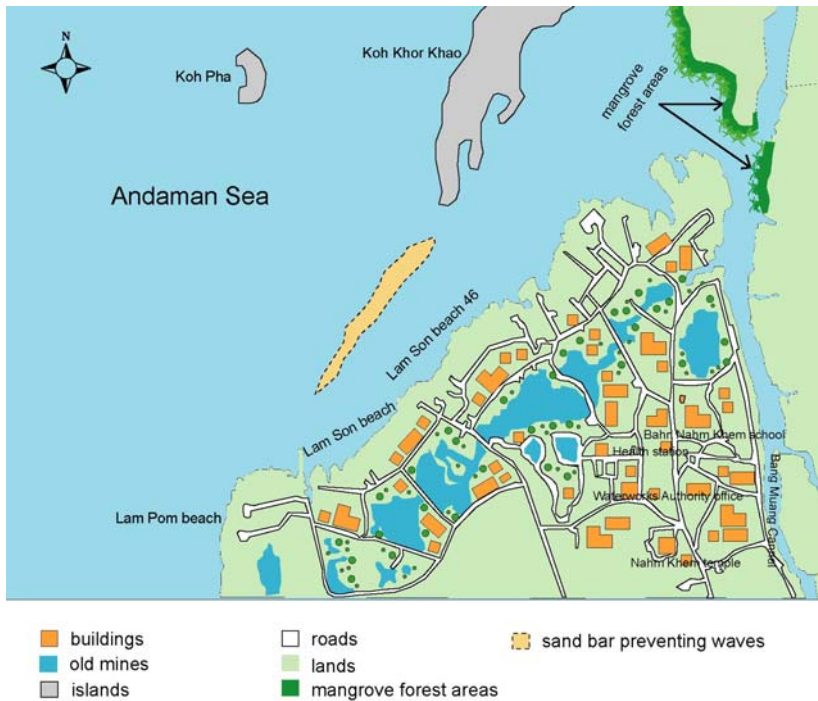 N
Koh Pha
Koh Khor Khao
mangrove
forest areas
Andaman Sea
Lam Son beach 46
Lam Son beach
Lam Pom beach
Bahn Nahm Khem school
Health station
Waterworks Authority office
Bang Muang Cannel
Nahm Khem temple
buildings
roads
sand bar preventing waves
old mines
lands
islands
mangrove forest areas